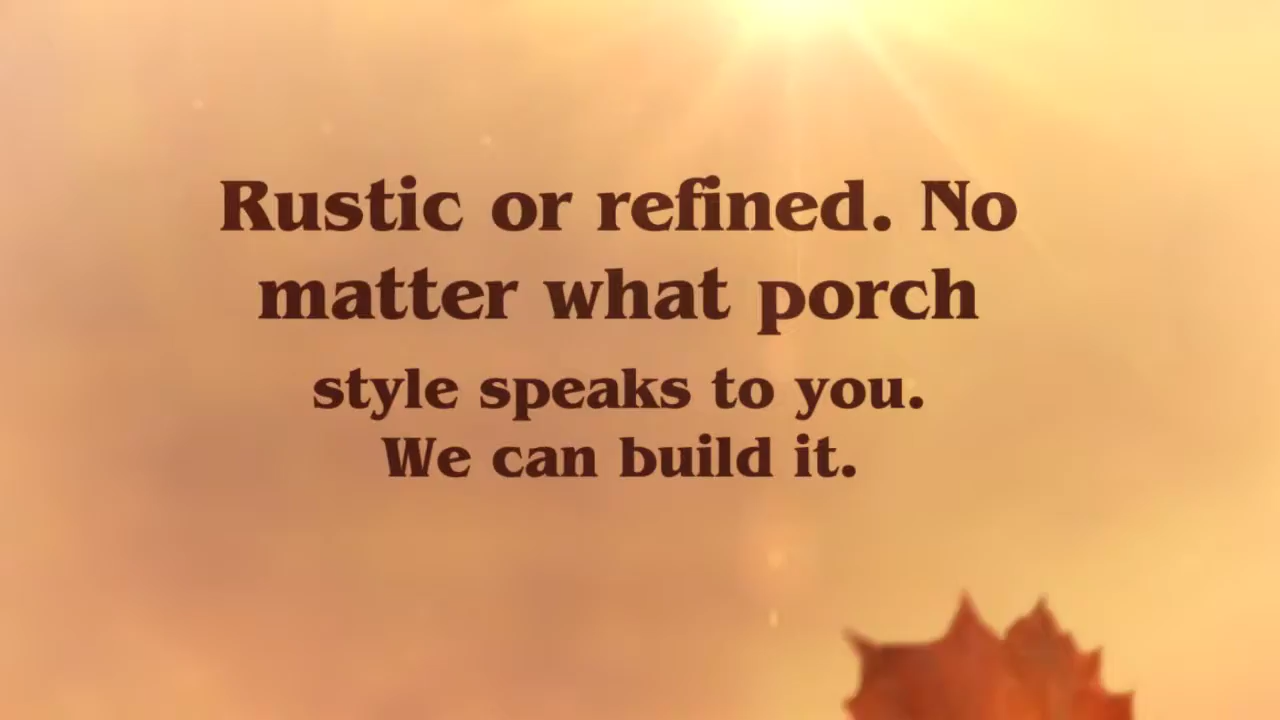 Rustic or refined. No
matter what porch
style speaks to you.
We can build it.